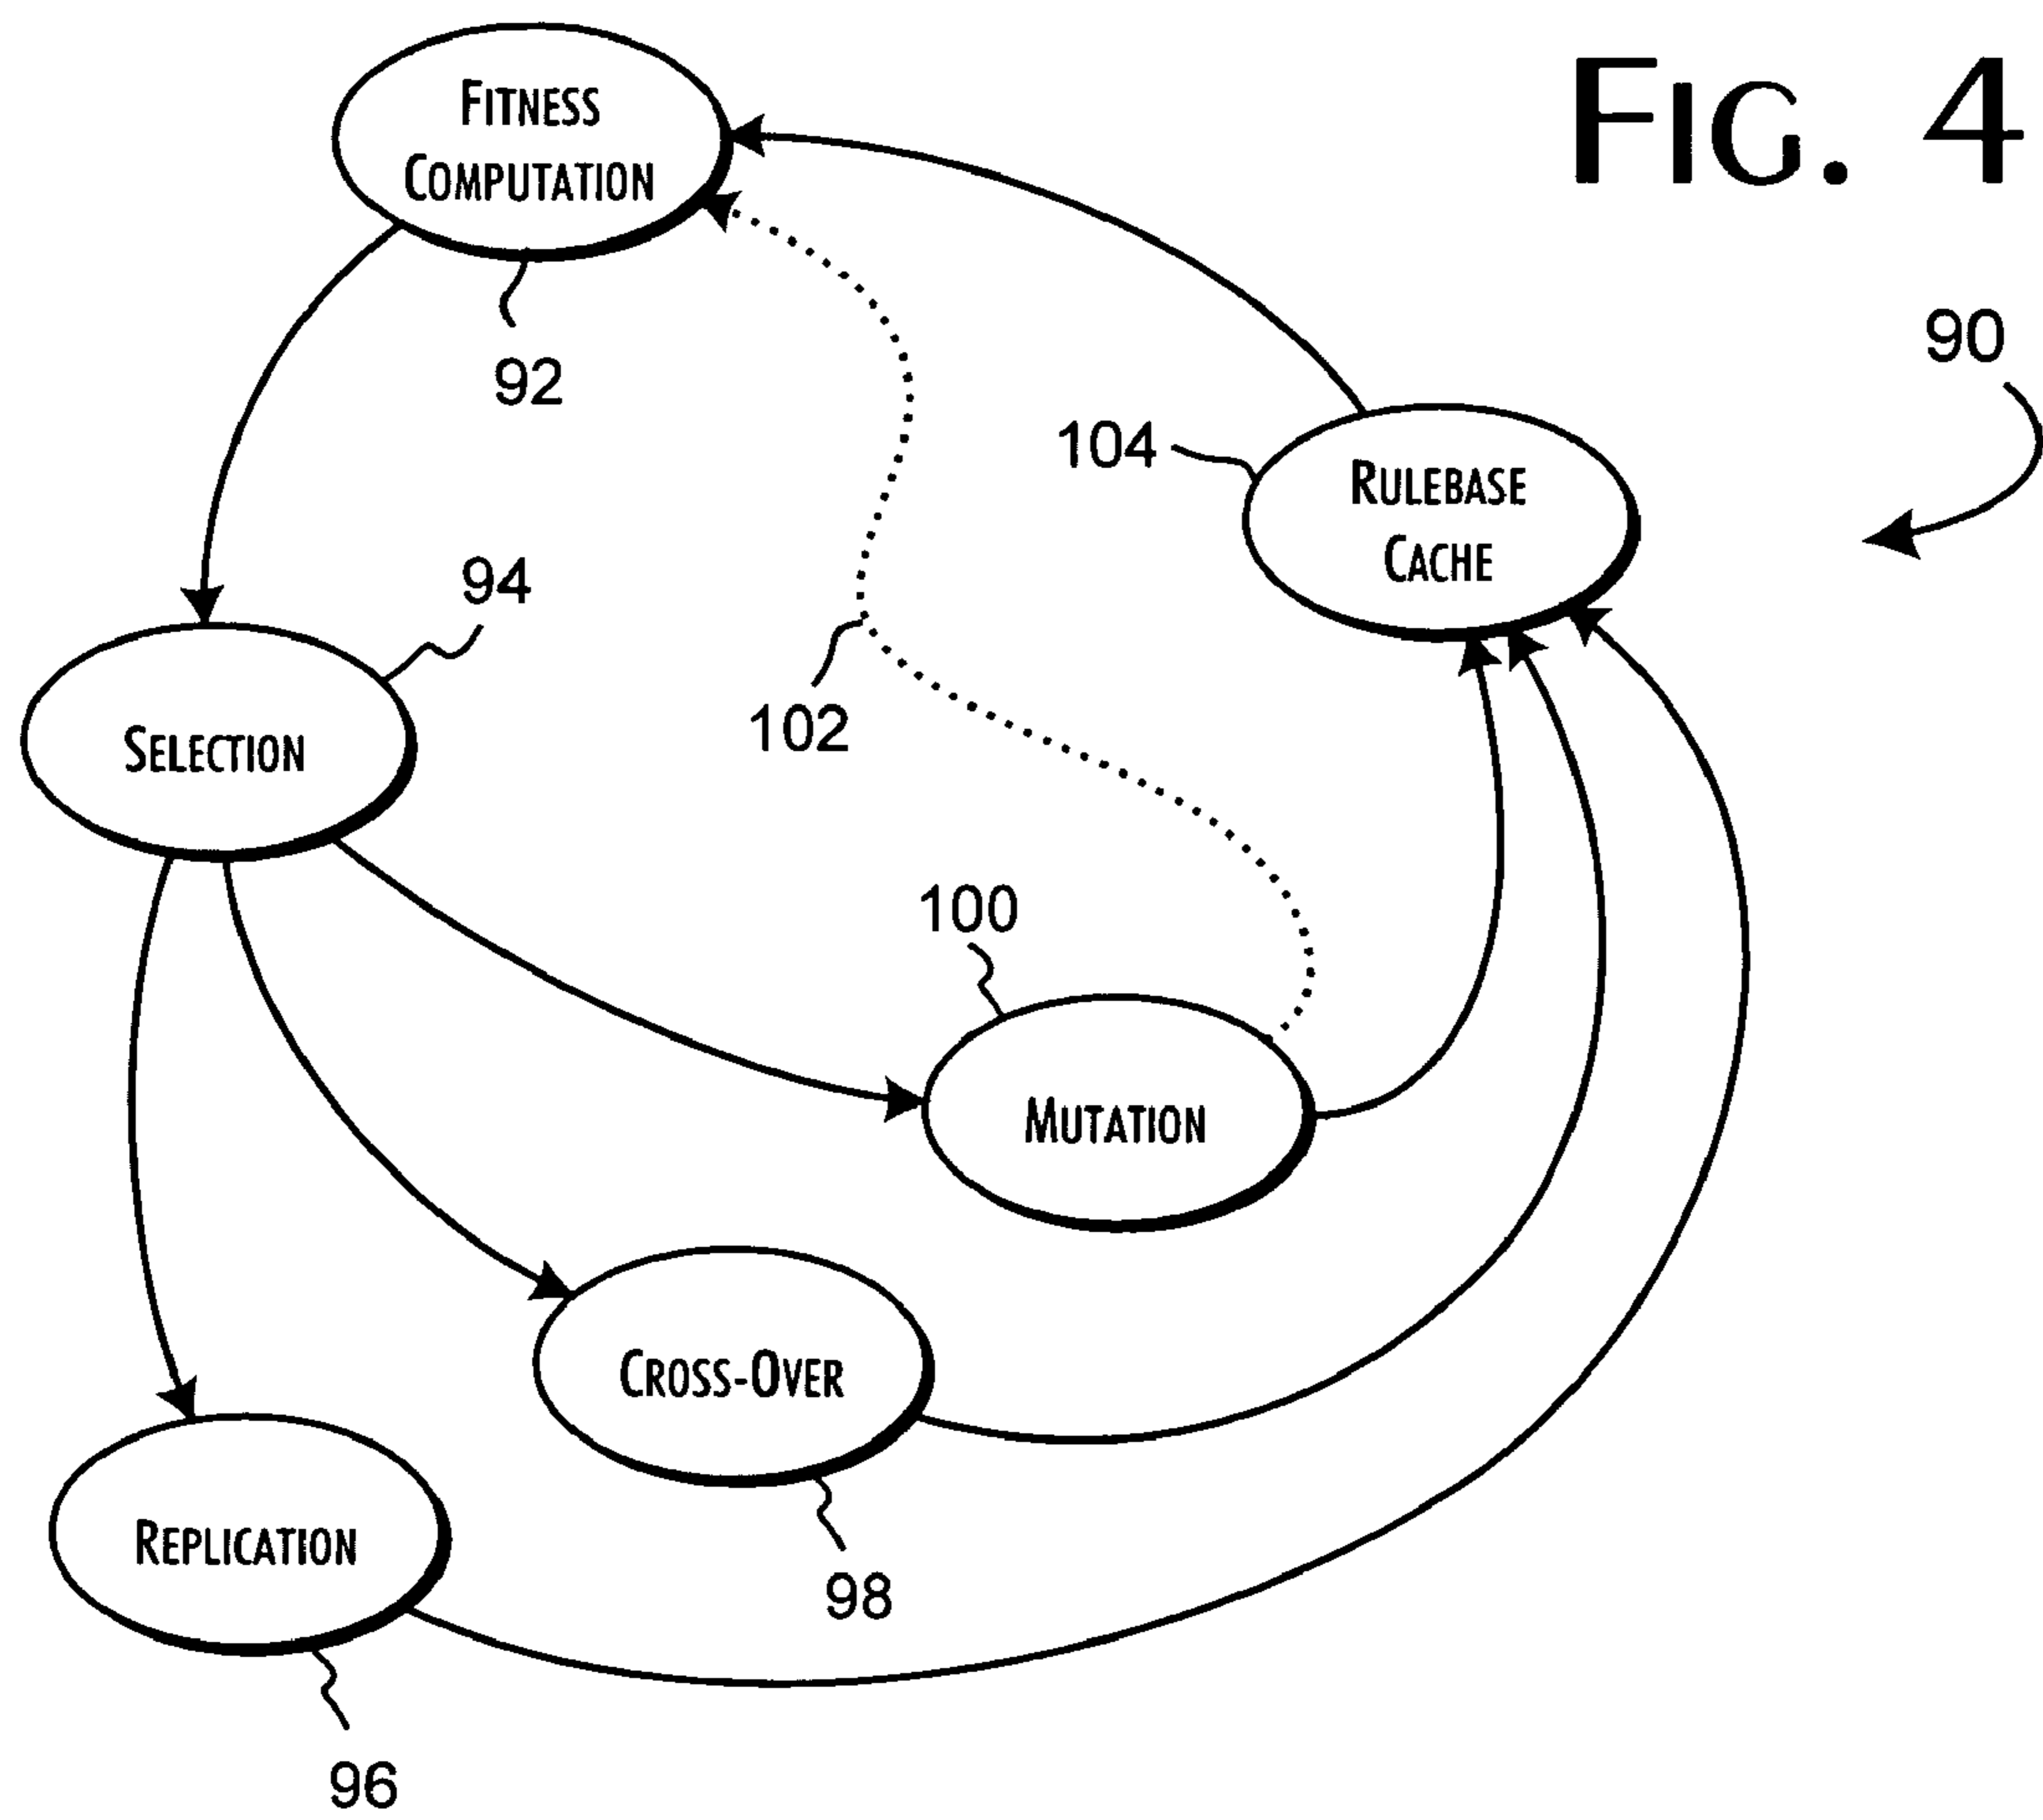 FIG. 4
FITNESS
COMPUTATION
92
90
104
RULEBASE
CACHE
94
102
SELECTION
100
MUTATION
CROSS-OVER
98
REPLICATION
96